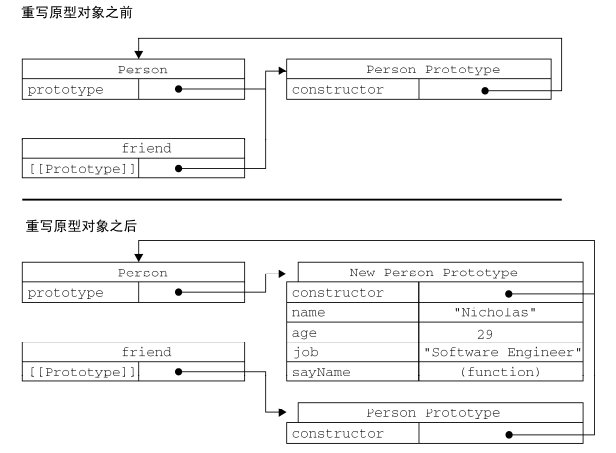 重写原型对象之前
Person
prototype
Person Prototype
constructor
friend
[[Prototype]]
重写原型对象之后
Person
prototype
New Person Prototype
constructor
name "Nicholas"
age 29
job "Software Engineer"
sayName (function)
friend
[[Prototype]]
Person Prototype
constructor